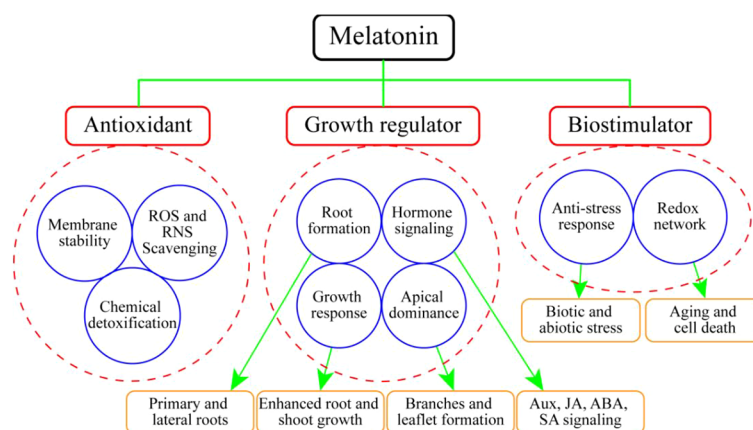 Melatonin
Antioxidant
Growth regulator
Biostimulator
Membrane
stability
ROS and
RNS
Scavenging
Chemical
detoxification
Root
formation
Hormone
signaling
Growth
response
Apical
dominance
Anti-stress
response
Redox
network
Biotic and
abiotic stress
Aging and
cell death
Primary and
lateral roots
Enhanced root and
shoot growth
Branches and
leaflet formation
Aux, JA, ABA,
SA signaling